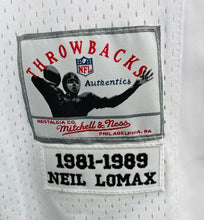 THROWBACKS
NFL
Authentics
NOSTALGIA CO.
Mitchell & Ness
PHILADELPHIA, PA
1981-1989
NEIL LOMAX